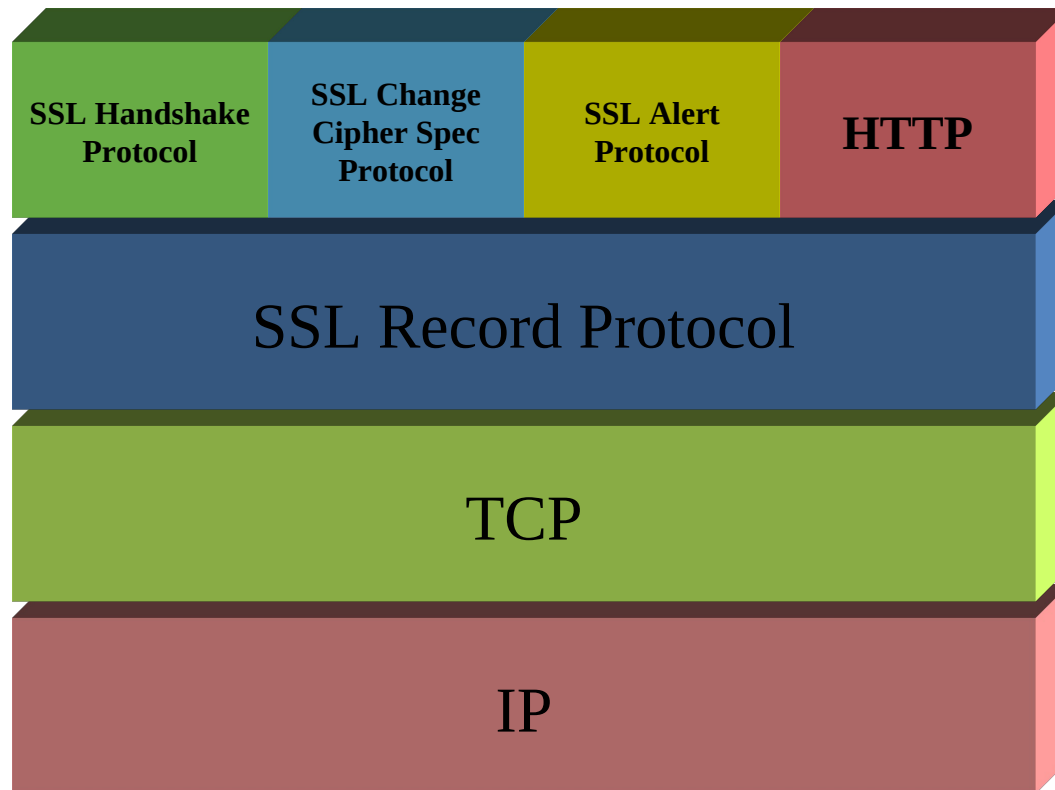 SSL Handshake
Protocol
SSL Change
Cipher Spec
Protocol
SSL Alert
Protocol
HTTP
SSL Record Protocol
TCP
IP